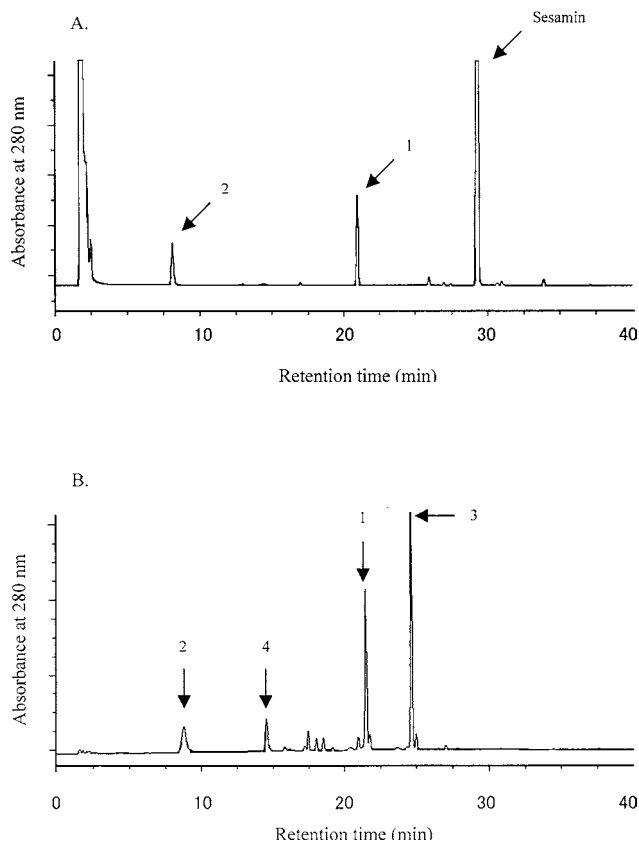 A.
Sesamin
1
2
Absorbance at 280 nm
0 10 20 30 40
Retention time (min)
B.
1
3
2 4
Absorbance at 280 nm
0 10 20 30 40
Retention time (min)